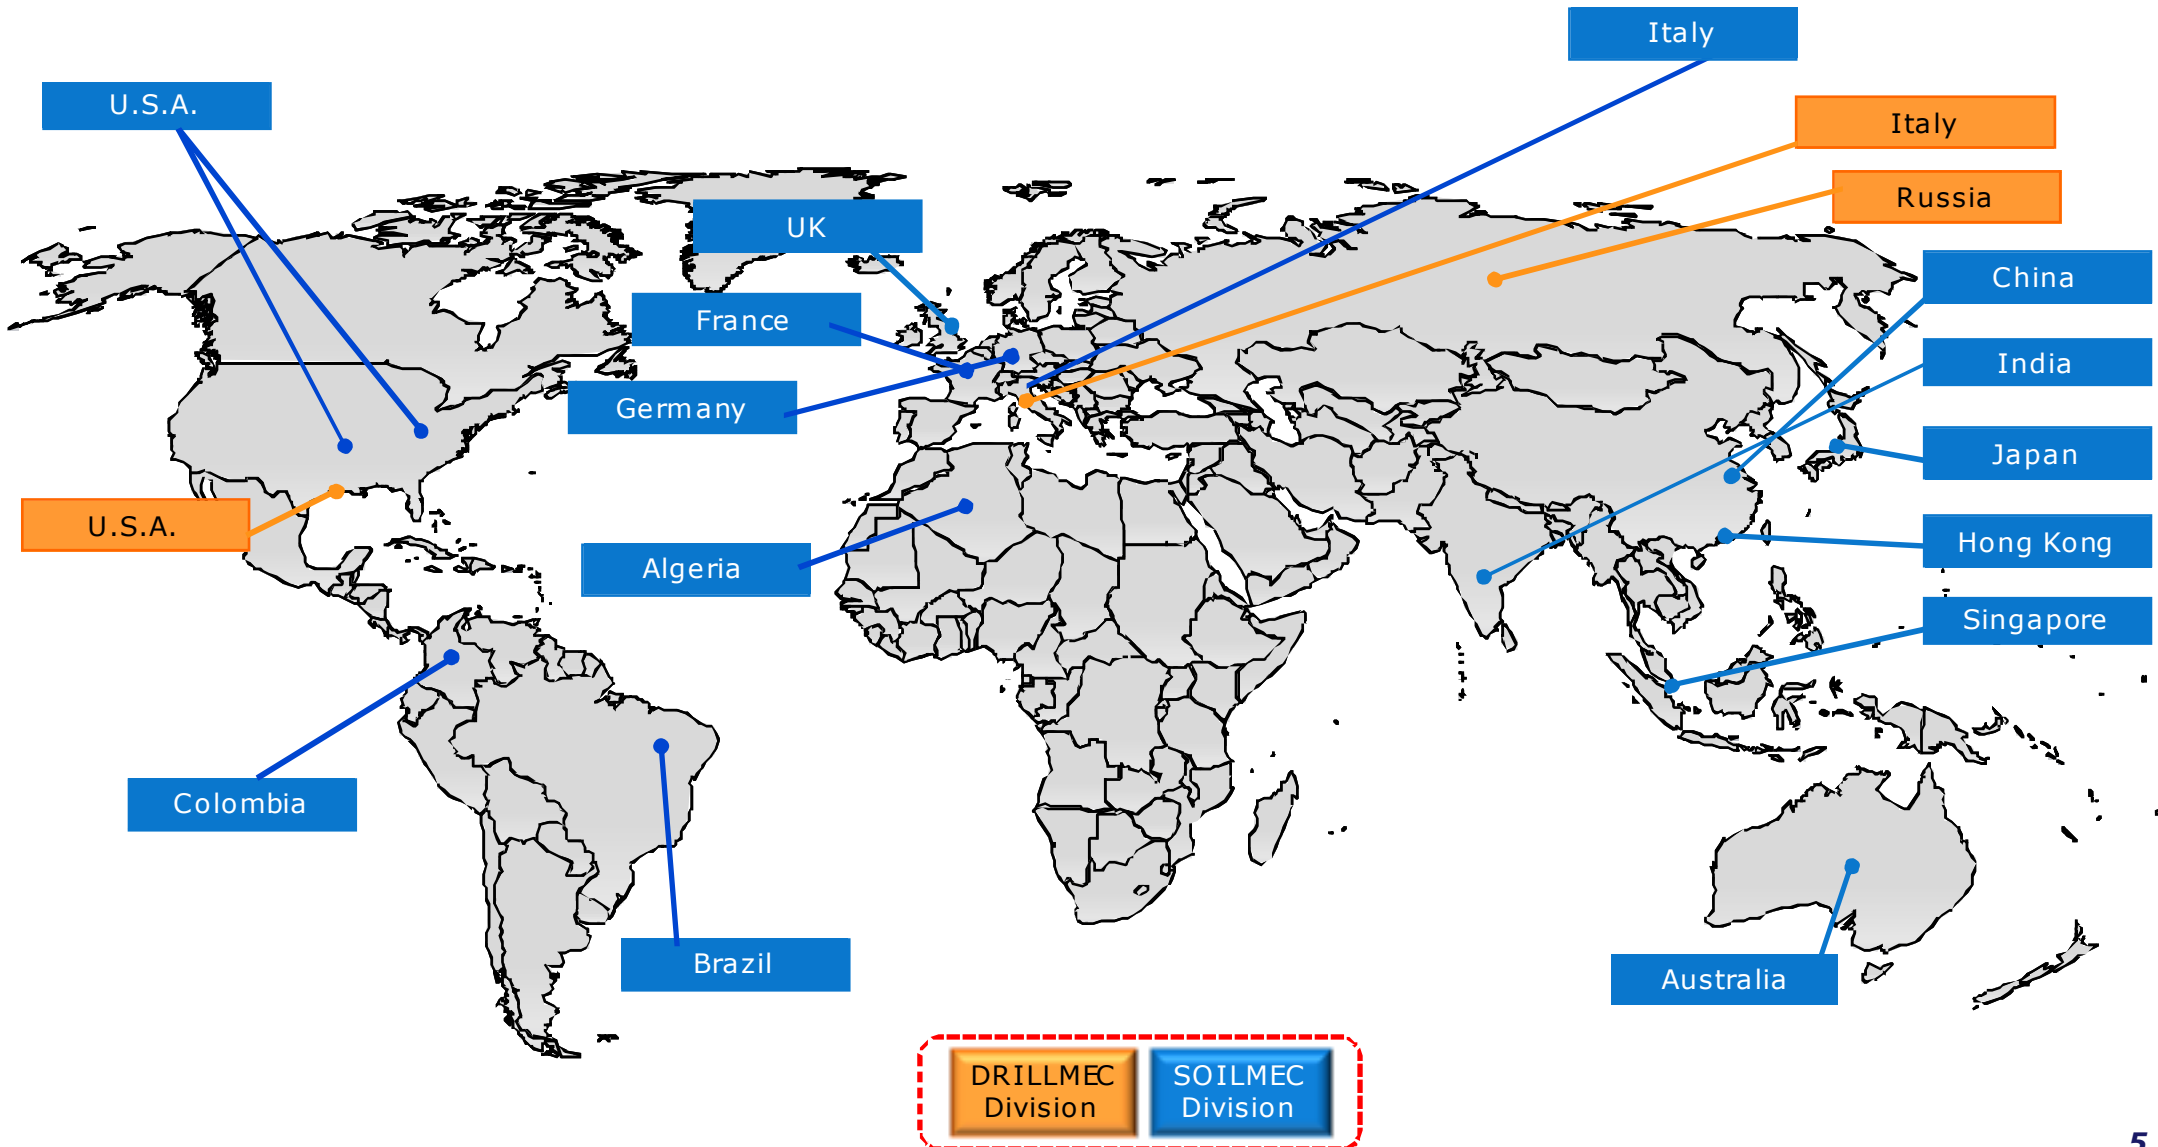 Italy
U.S.A.
Italy
Russia
UK
China
France
India
Germany
Japan
U.S.A.
Hong Kong
Algeria
Singapore
Colombia
Brazil
Australia
DRILLMEC
Division
SOILMEC
Division
5